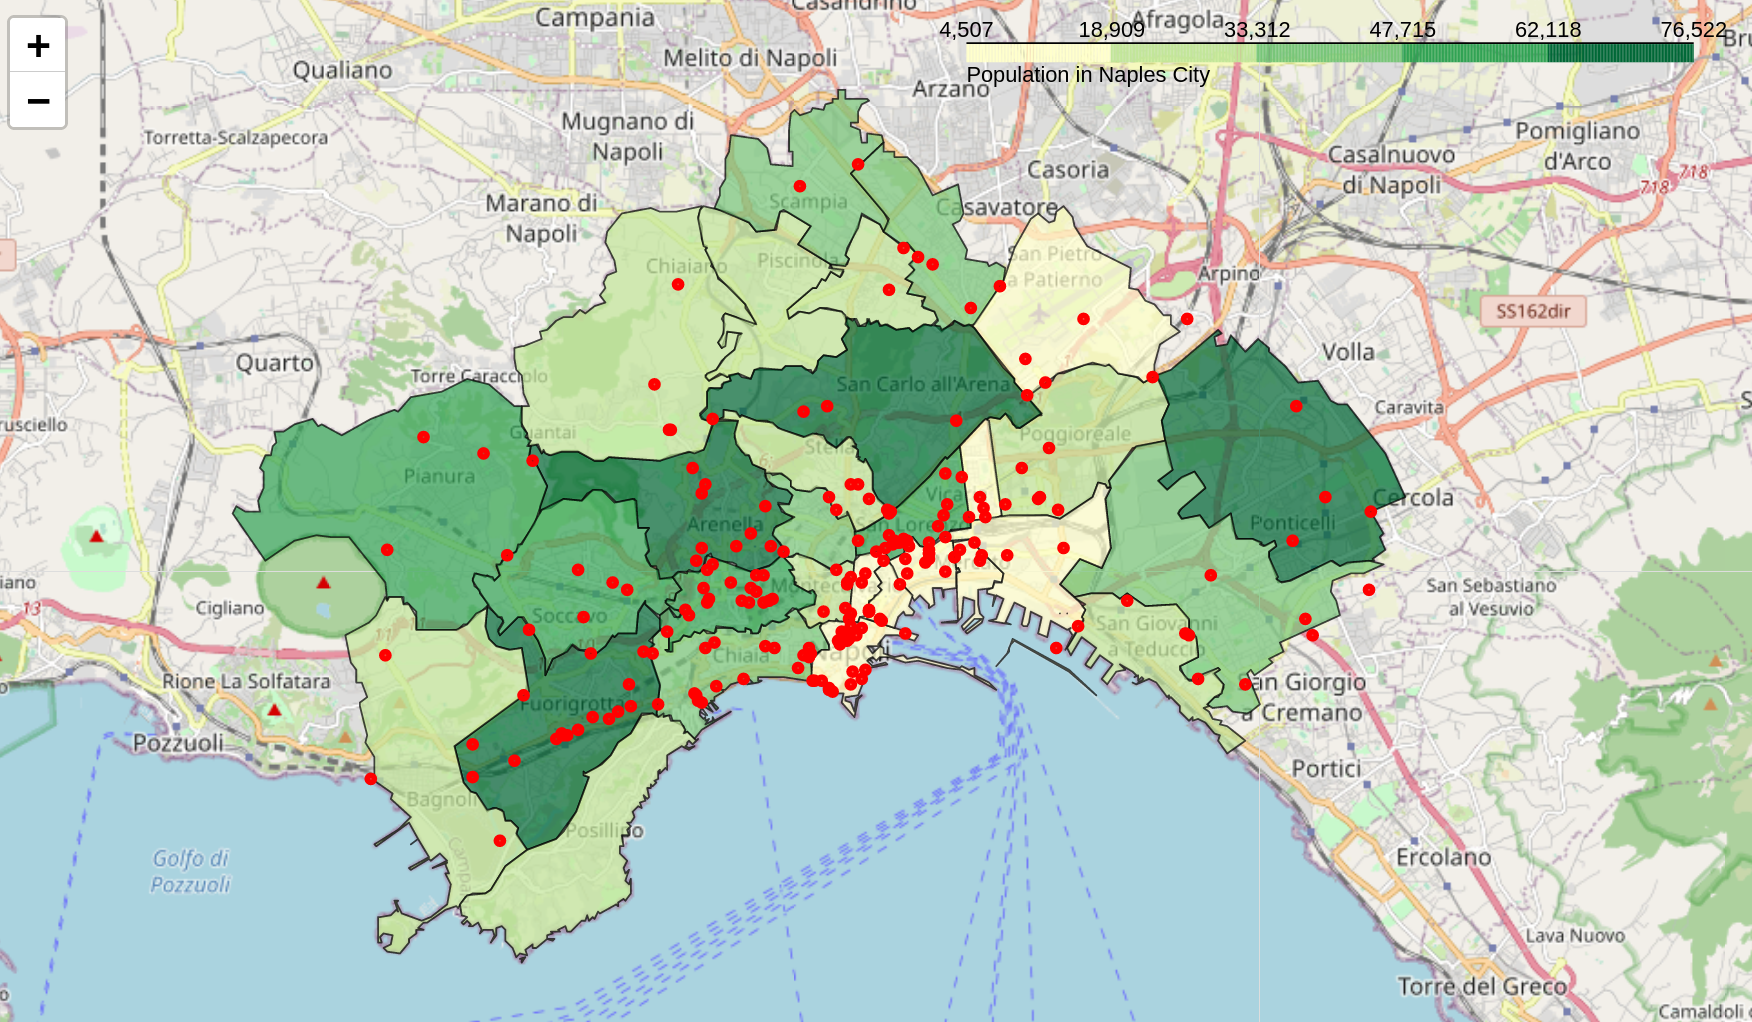 +
−
4,507 18,909 33,312 47,715 62,118 76,522
Population in Naples City
Campania
Casandrino
Afragola
Melito di Napoli
Qualiano
Arzano
Mugnano di
Napoli
Torretta-Scalzapecora
Pomigliano
d'Arco
Casalnuovo
di Napoli
Casoria
718
718
Marano di
Napoli
Scampia
Casavatore
San Pietro
a Patierno
Chiaiano
Piscinola
Arpino
SS162dir
Quarto
Torre Caracciolo
Volla
San Carlo all'Arena
Caravita
Guantai
Stella
Poggioreale
Pianura
Cercola
Arenella
San Lorenzo
Ponticelli
Cigliano
Soccavo
San Sebastiano
al Vesuvio
13
11
San Giovanni
a Teduccio
Chiaia
Rione La Solfatara
Fuorigrotta
San Giorgio
a Cremano
Pozzuoli
Portici
Bagnoli
Posillipo
Golfo di
Pozzuoli
Ercolano
Lava Nuovo
Torre del Greco
Camaldoli